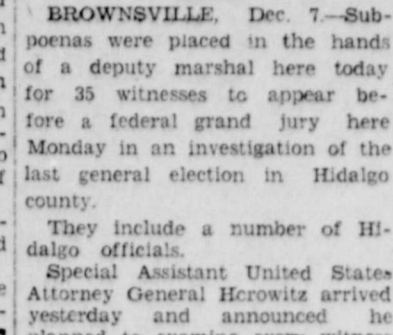 BROWNSVILLE, Dec. 7.—Sub-
poenas were placed in the hands
of a deputy marshal here today
for 35 witnesses to appear be-
fore a federal grand jury here
Monday in an investigation of the
last general election in Hidalgo
county.
They include a number of Hi-
dalgo officials.
Special Assistant United States
Attorney General Horowitz arrived
yesterday and announced he